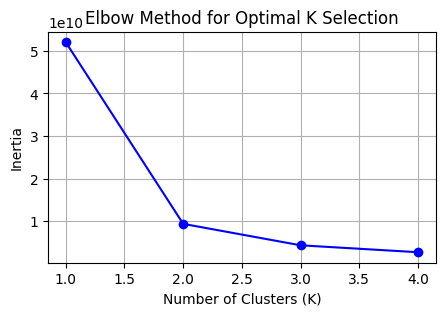 Elbow Method for Optimal K Selection
1e10
5
4
3
2
1
Inertia
1.0 1.5 2.0 2.5 3.0 3.5 4.0
Number of Clusters (K)